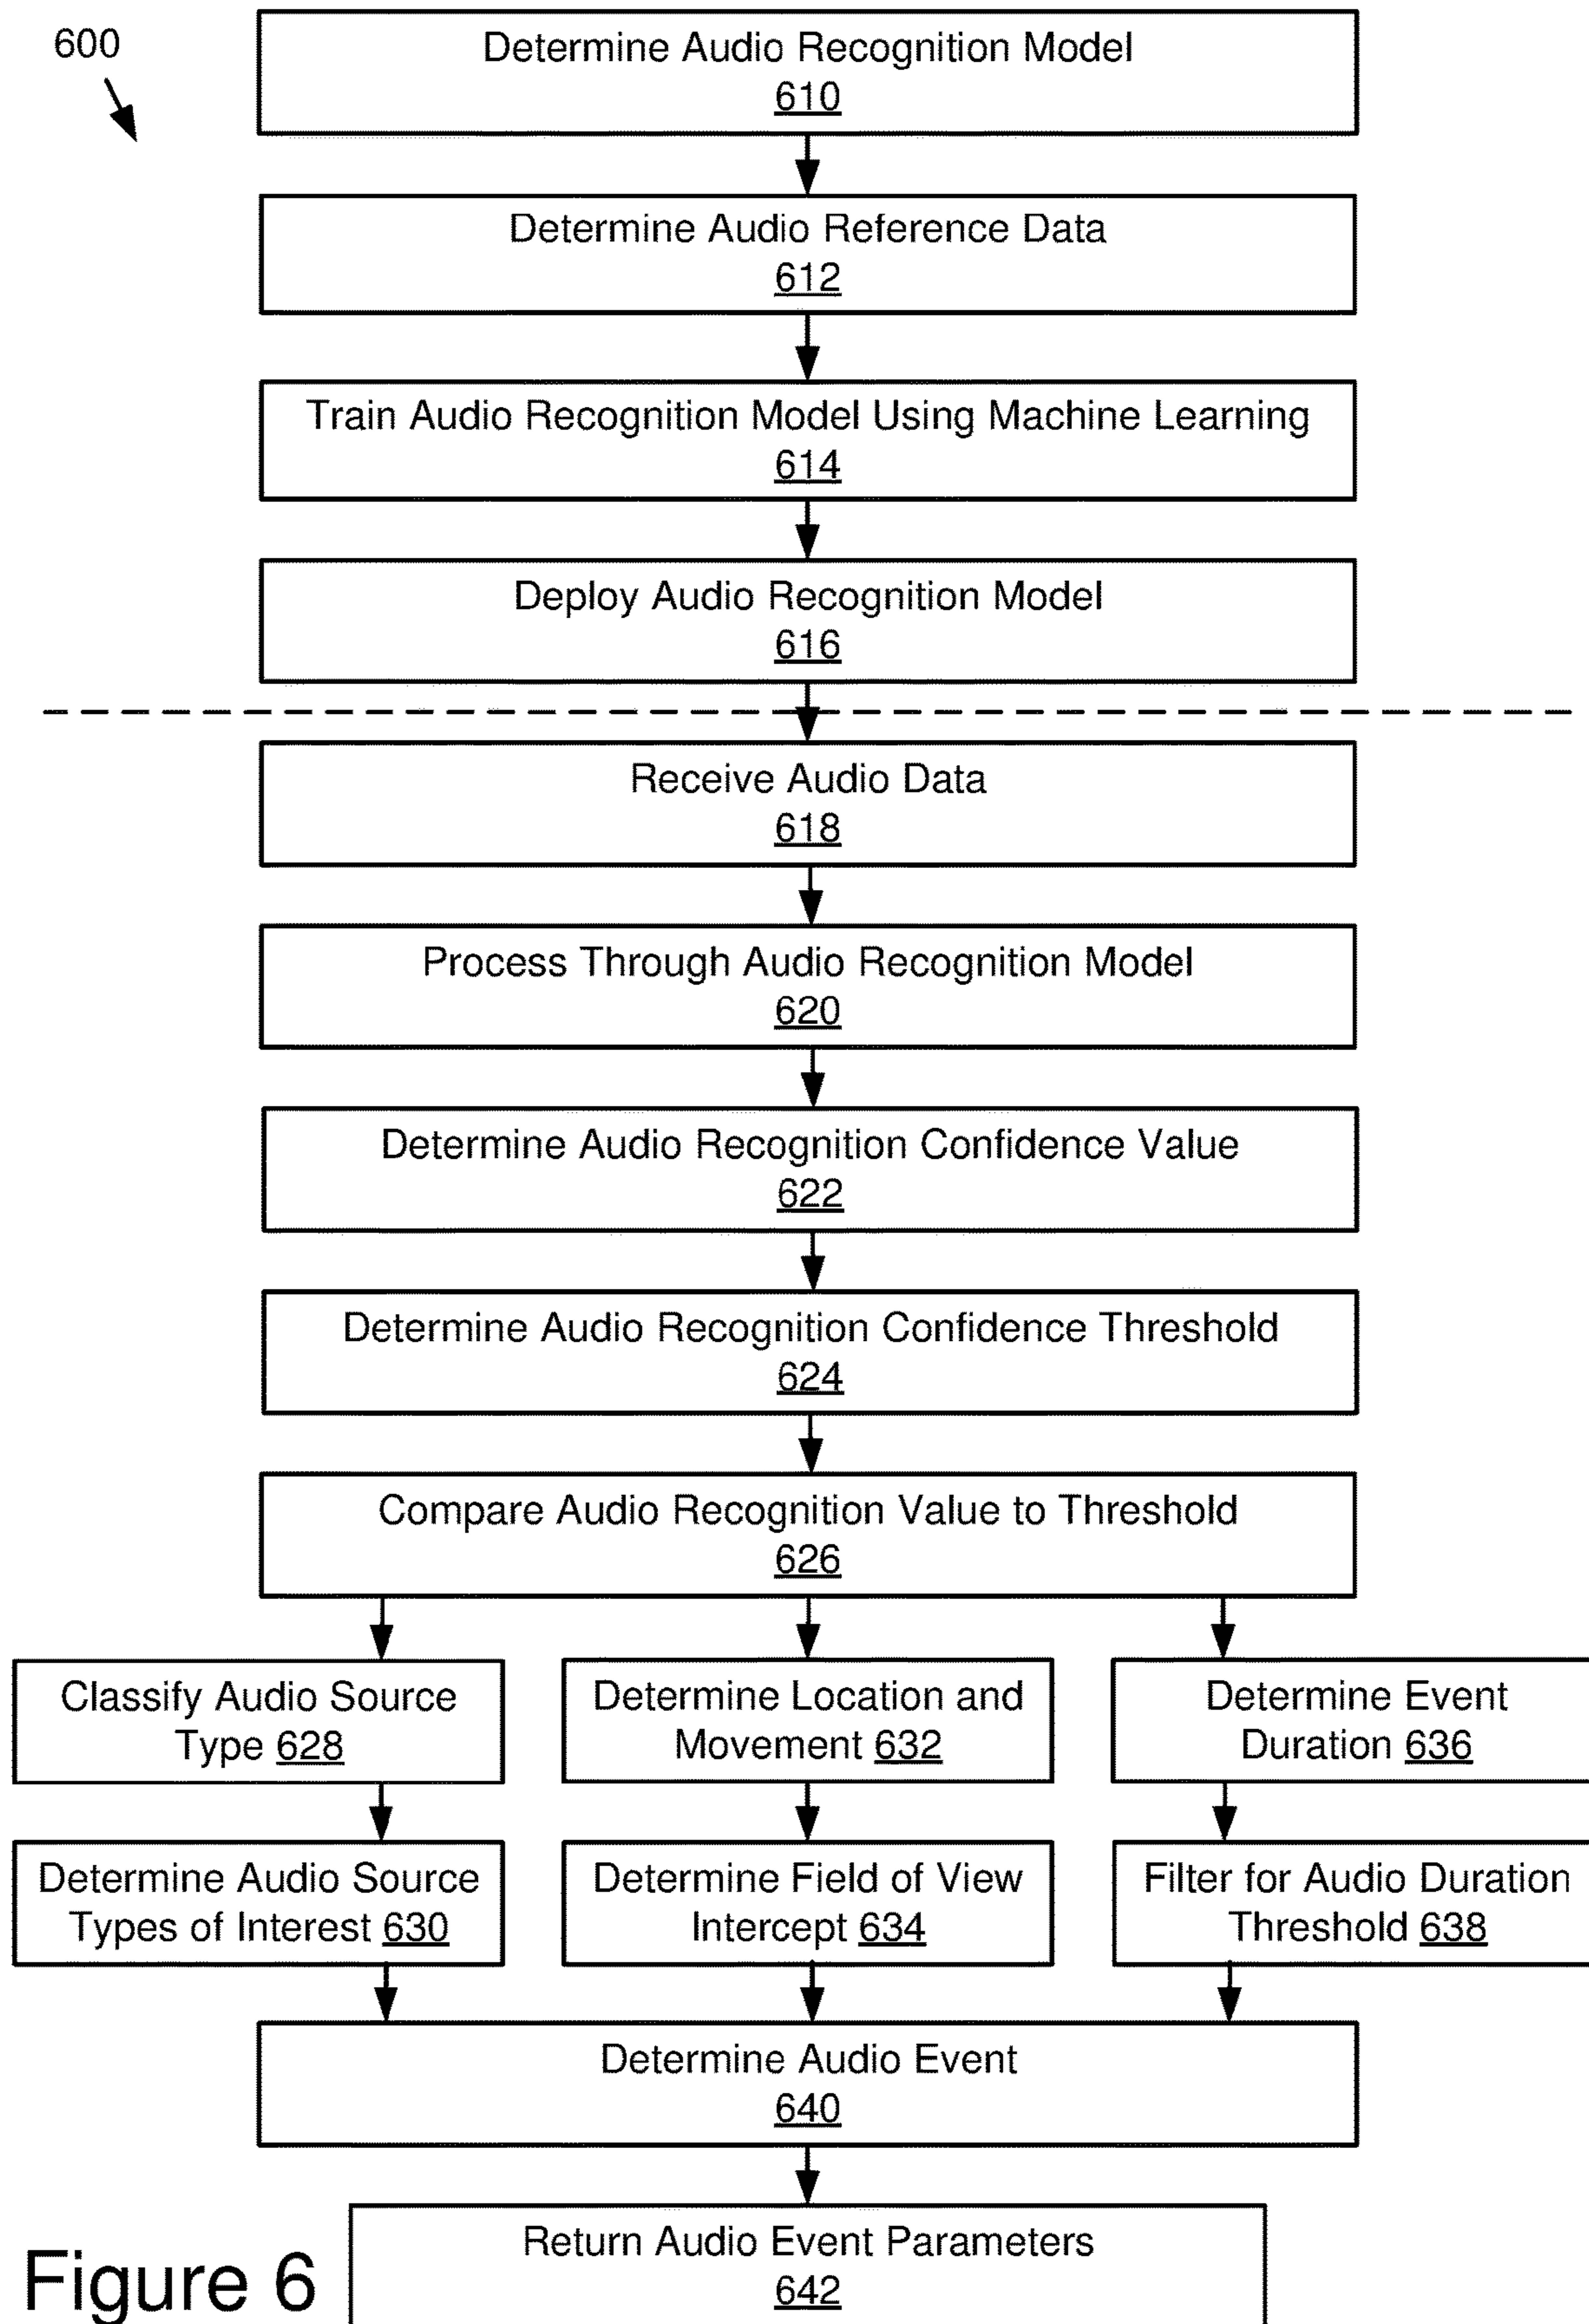 600
Determine Audio Recognition Model
610
Determine Audio Reference Data
612
Train Audio Recognition Model Using Machine Learning
614
Deploy Audio Recognition Model
616
Receive Audio Data
618
Process Through Audio Recognition Model
620
Determine Audio Recognition Confidence Value
622
Determine Audio Recognition Confidence Threshold
624
Compare Audio Recognition Value to Threshold
626
Classify Audio Source
Type 628
Determine Location and
Movement 632
Determine Event
Duration 636
Determine Audio Source
Types of Interest 630
Determine Field of View
Intercept 634
Filter for Audio Duration
Threshold 638
Determine Audio Event
640
Return Audio Event Parameters
642
Figure 6